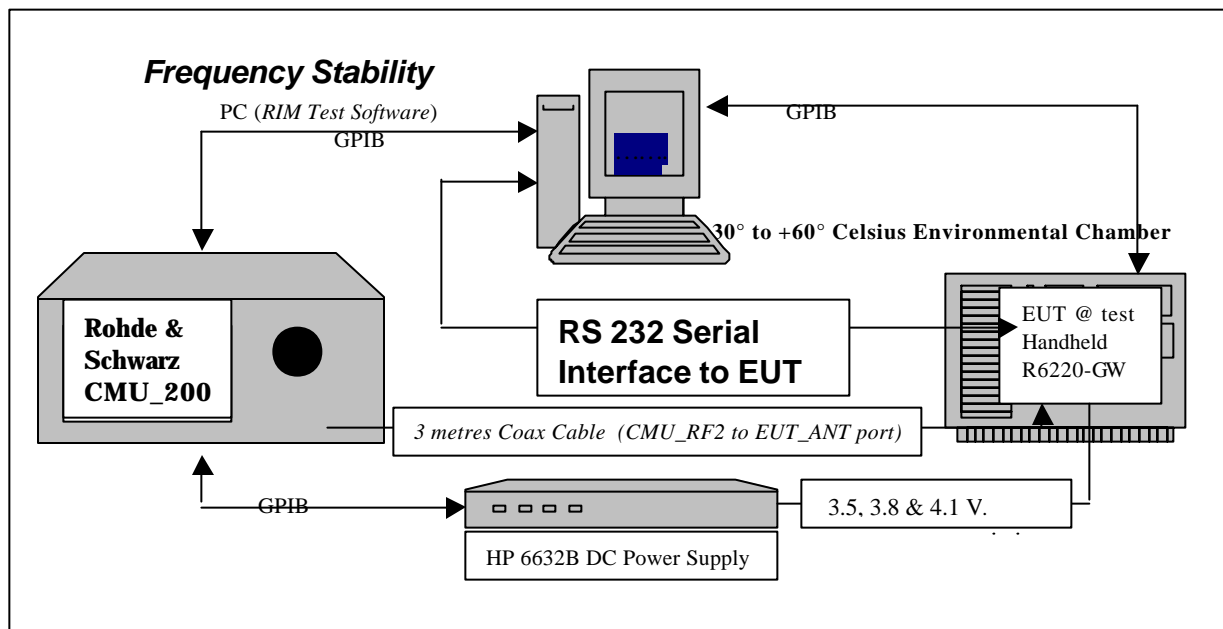 Frequency Stability
PC (RIM Test Software)
GPIB
GPIB
30° to +60° Celsius Environmental Chamber
Rohde &
Schwarz
CMU_200
RS 232 Serial
Interface to EUT
EUT @ test
Handheld
R6220-GW
3 metres Coax Cable (CMU_RF2 to EUT_ANT port)
GPIB
3.5, 3.8 & 4.1 V.
HP 6632B DC Power Supply